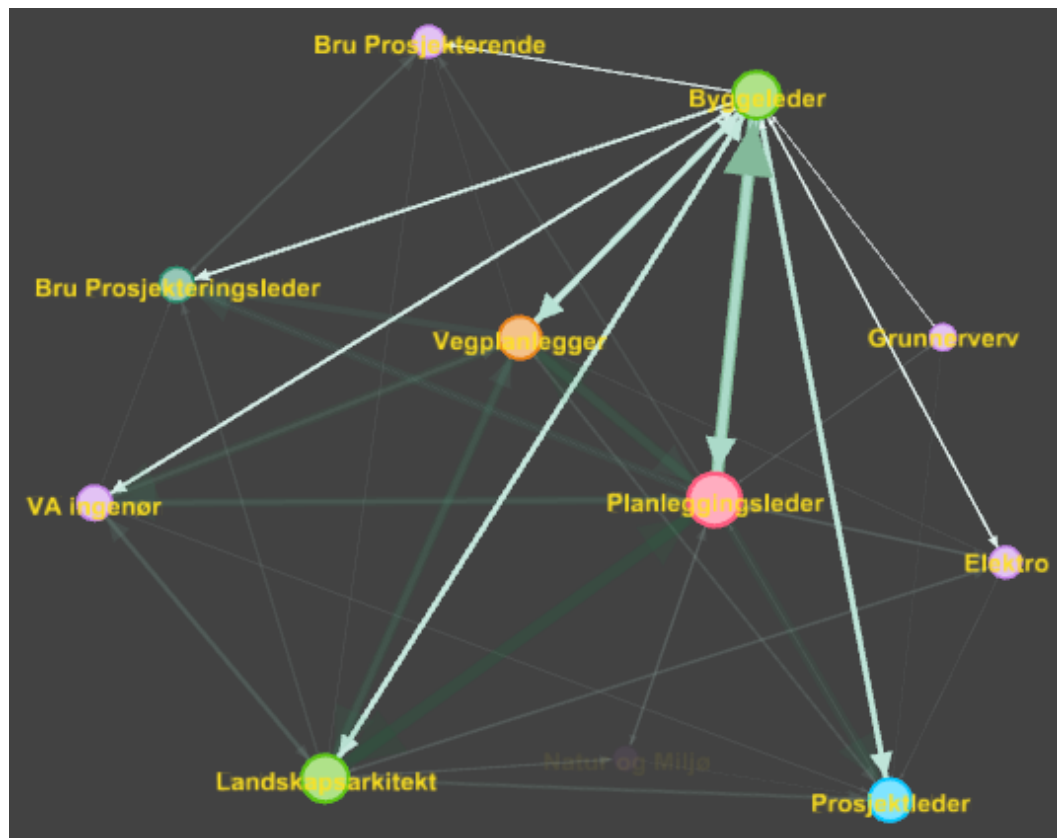 Bru Prosjekterende
Byggeleder
Bru Prosjekteringsleder
Vegplanlegger
Grunnerverv
VA ingenør
Planleggingsleder
Elektro
Natur og Miljø
Landskapsarkitekt
Prosjektleder